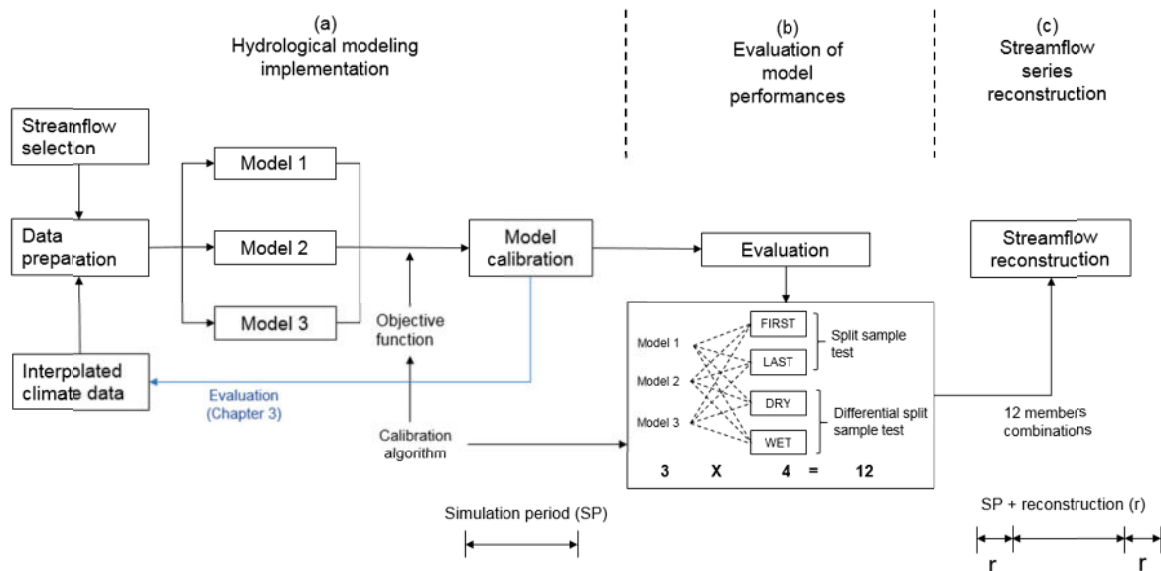 (a)
Hydrological modeling
implementation
(b)
Evaluation of
model
performances
(c)
Streamflow
series
reconstruction
Streamflow
selecton
Data
preparation
Interpolated
climate data
Model 1
Model 2
Model 3
Objective
function
Calibration
algorithm
Model
calibration
Evaluation
(Chapter 3)
Evaluation
Model 1
Model 2
Model 3
FIRST
LAST
DRY
WET
Split sample
test
Differential split
sample test
3 X 4 = 12
Streamflow
reconstruction
12 members
combinations
Simulation period (SP)
SP + reconstruction (r)
r r